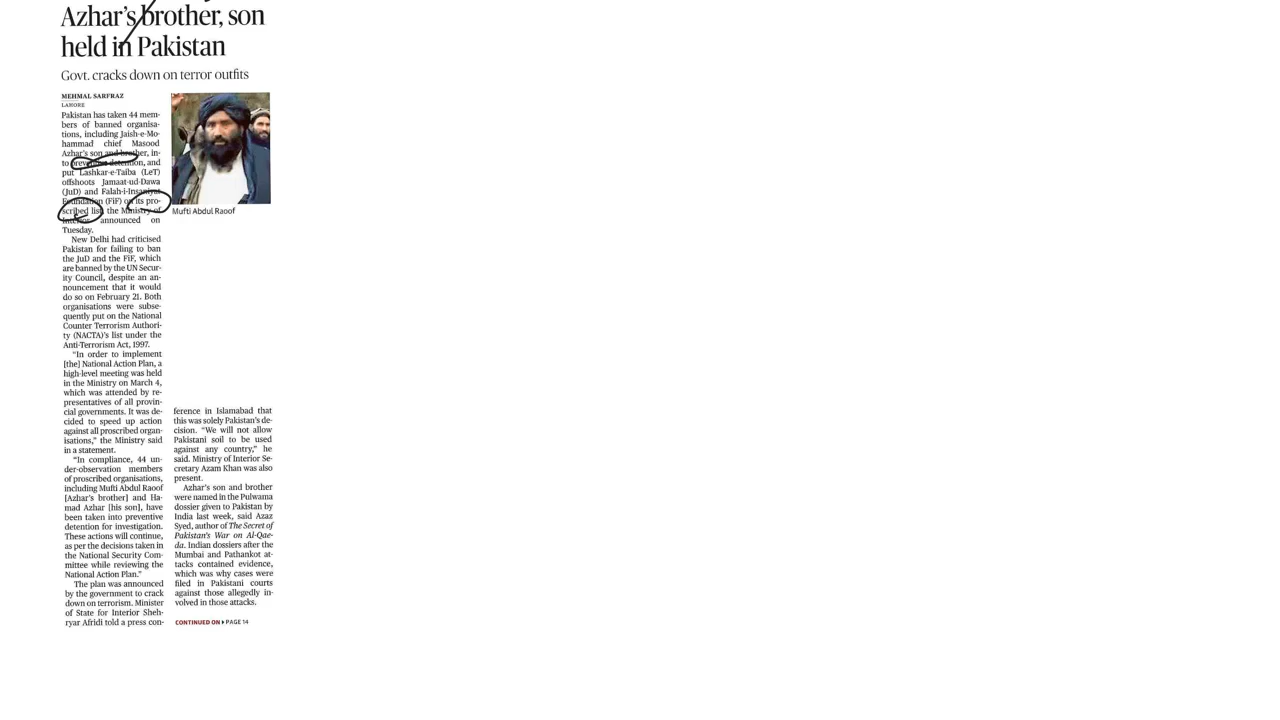 Azhar's brother, son
held in Pakistan
Govt. cracks down on terror outfits
MEHMAL SARFRAZ
LAHORE
Pakistan has taken 44 mem-
bers of banned organisa-
tions, including Jaish-e-Mo-
hammad chief Masood
Azhar's son and brother, in-
to preventive detention, and
put Lashkar-e-Taiba (LeT)
offshoots Jamaat-ud-Dawa
(JuD) and Falah-i-Insaniyat
Foundation (FiF) on its pro-
scribed list, the Ministry of
Interior announced on
Tuesday.
New Delhi had criticised
Pakistan for failing to ban
the JuD and the FiF, which
are banned by the UN Secur-
ity Council, despite an an-
nouncement that it would
do so on February 21. Both
organisations were subse-
quently put on the National
Counter Terrorism Authori-
ty (NACTA)'s list under the
Anti-Terrorism Act, 1997.
"In order to implement
[the] National Action Plan, a
high-level meeting was held
in the Ministry on March 4,
which was attended by re-
presentatives of all provin-
cial governments. It was de-
cided to speed up action
against all proscribed organ-
isations," the Ministry said
in a statement.
"In compliance, 44 un-
der-observation members
of proscribed organisations,
including Mufti Abdul Raoof
[Azhar's brother] and Ha-
mad Azhar [his son], have
been taken into preventive
detention for investigation.
These actions will continue,
as per the decisions taken in
the National Security Com-
mittee while reviewing the
National Action Plan."
The plan was announced
by the government to crack
down on terrorism. Minister
of State for Interior Sheh-
ryar Afridi told a press con-
Mufti Abdul Raoof
ference in Islamabad that
this was solely Pakistan's de-
cision. "We will not allow
Pakistani soil to be used
against any country," he
said. Ministry of Interior Se-
cretary Azam Khan was also
present.
Azhar's son and brother
were named in the Pulwama
dossier given to Pakistan by
India last week, said Azaz
Syed, author of The Secret of
Pakistan's War on Al-Qae-
da. Indian dossiers after the
Mumbai and Pathankot at-
tacks contained evidence,
which was why cases were
filed in Pakistani courts
against those allegedly in-
volved in those attacks.
CONTINUED ON ▸ PAGE 14